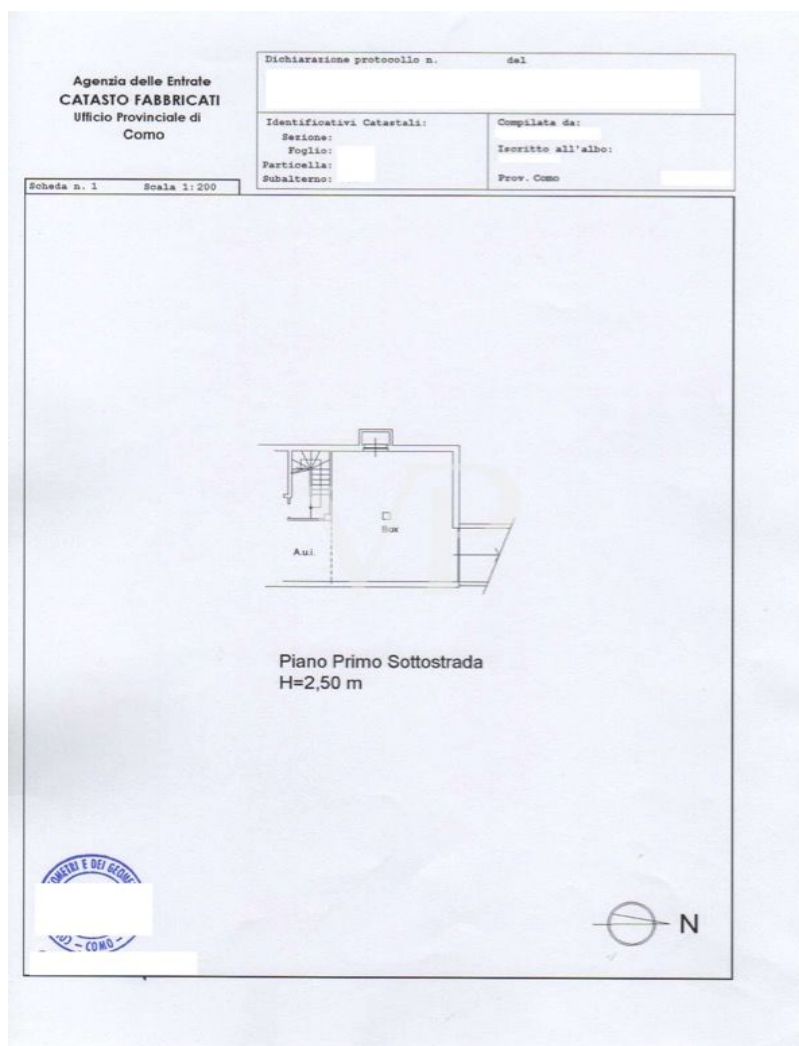 Agenzia delle Entrate
CATASTO FABBRICATI
Ufficio Provinciale di
Como
Dichiarazione protocollo n. del
Identificativi Catastali:
Sezione:
Foglio:
Particella:
Subalterno:
Compilata da:
Iscritto all'albo:
Prov. Como
Scheda n. 1 Scala 1:200
Box
A.u.i.
Piano Primo Sottostrada
H=2,50 m
COMO
N